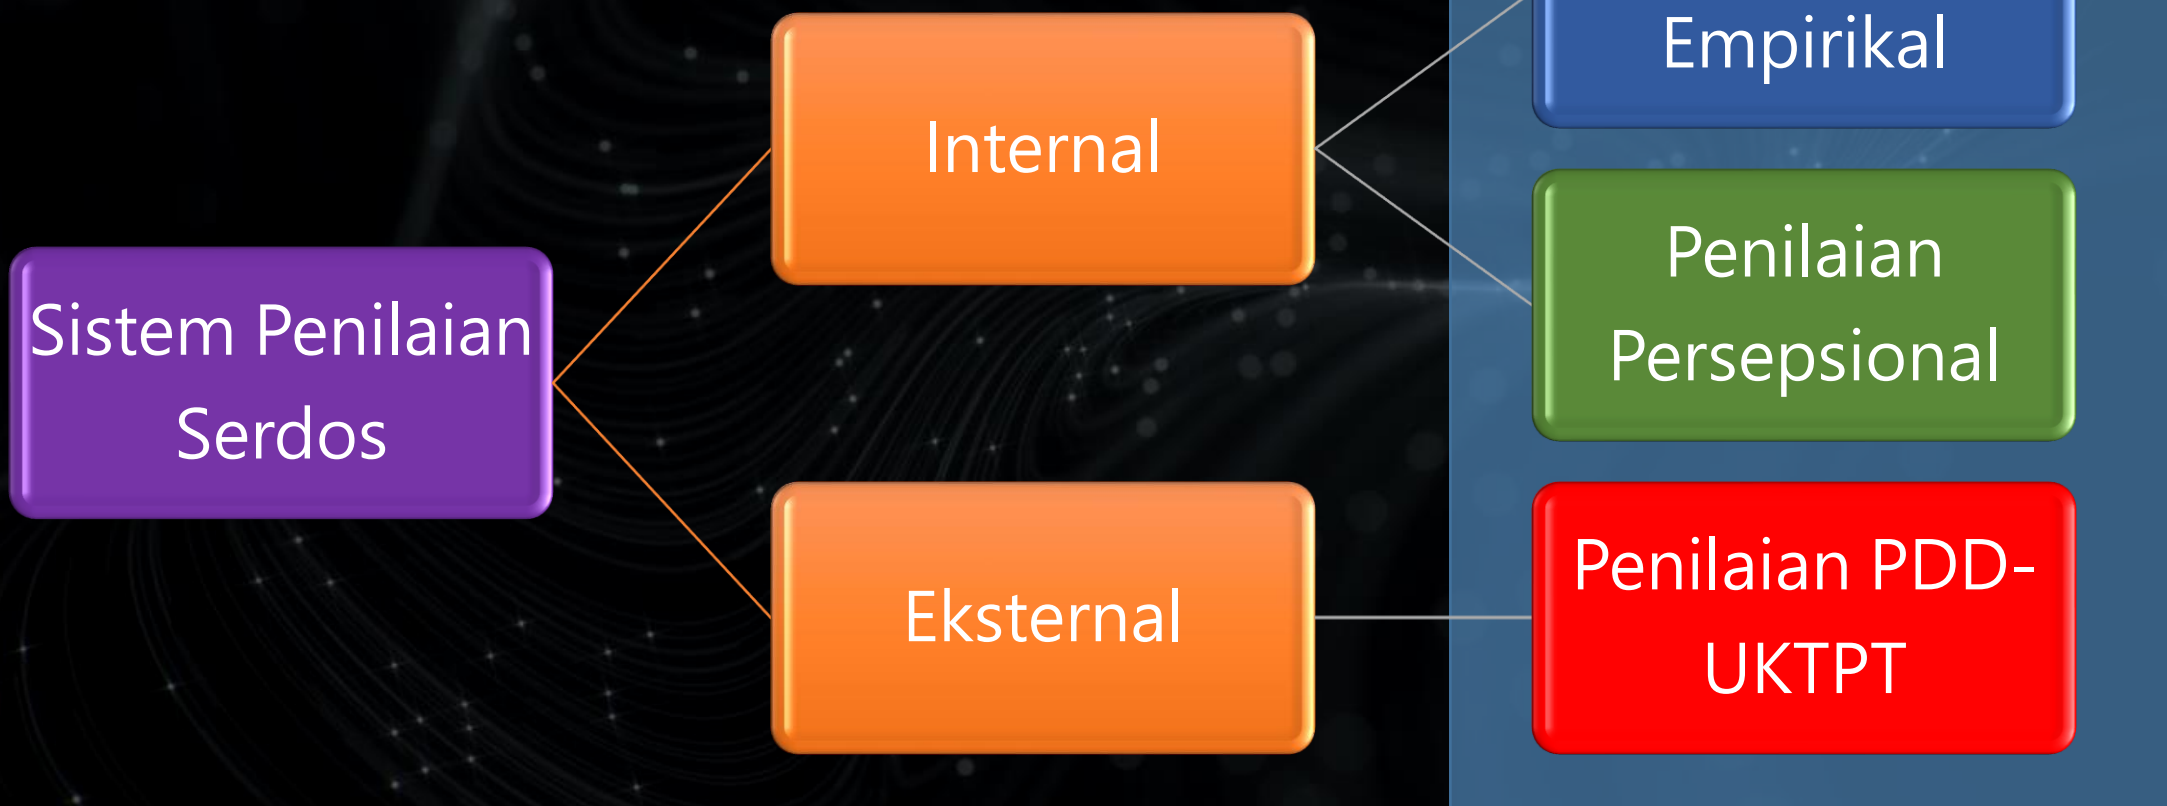 Sistem Penilaian
Serdos
Internal
Eksternal
Empirikal
Penilaian
Persepsional
Penilaian PDD-
UKTPT